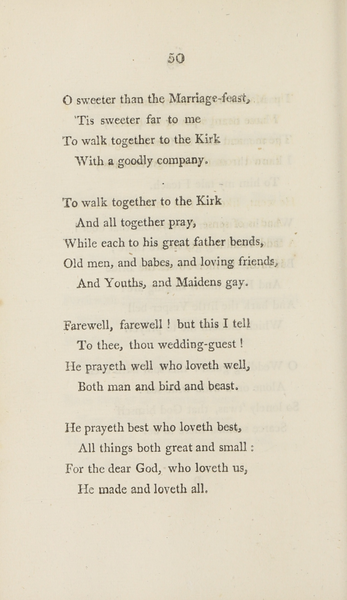 50
O sweeter than the Marriage-feast,
'Tis sweeter far to me
To walk together to the Kirk
With a goodly company.
To walk together to the Kirk
And all together pray,
While each to his great father bends,
Old men, and babes, and loving friends,
And Youths, and Maidens gay.
Farewell, farewell ! but this I tell
To thee, thou wedding-guest !
He prayeth well who loveth well,
Both man and bird and beast.
He prayeth best who loveth best,
All things both great and small :
For the dear God, who loveth us,
He made and loveth all.